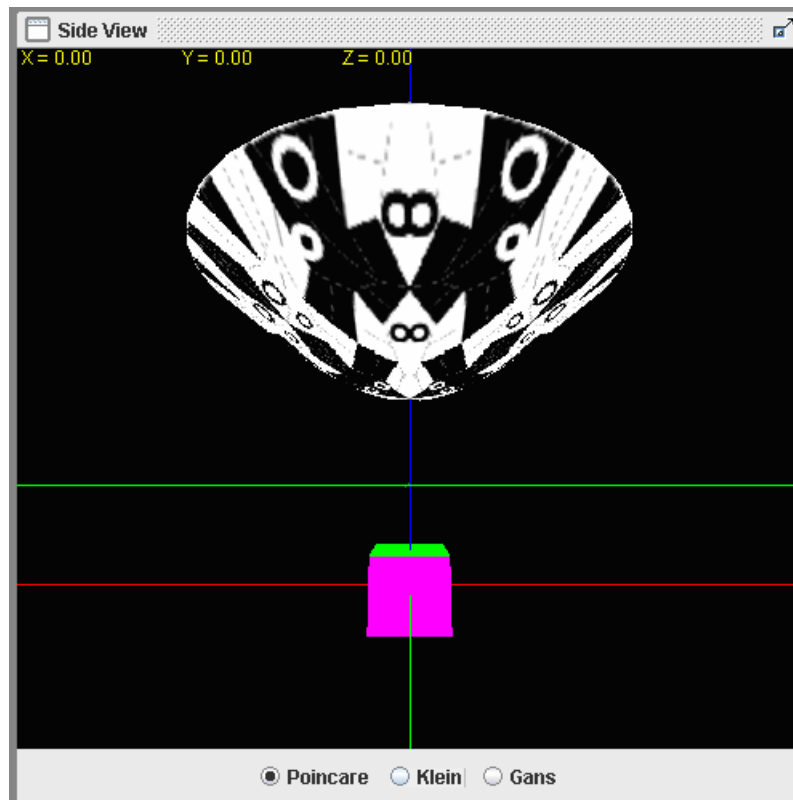 Side View
X = 0.00 Y = 0.00 Z = 0.00
Poincare Klein Gans